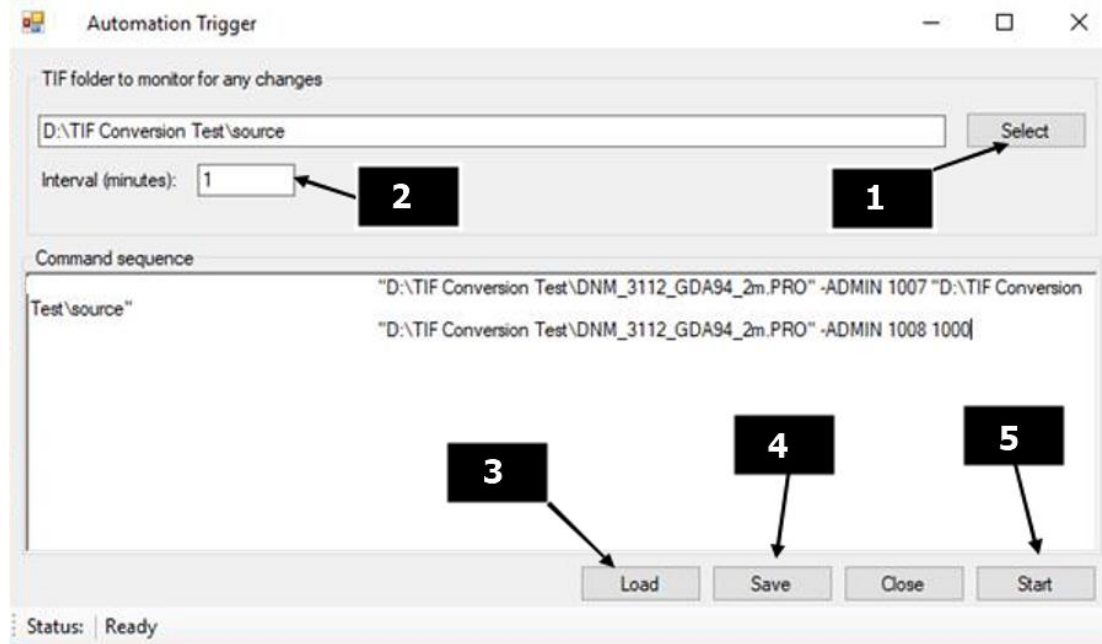 Automation Trigger
TIF folder to monitor for any changes
D:\TIF Conversion Test\source
Select
Interval (minutes):
1
2
1
Command sequence
"D:\TIF Conversion Test\DNM_3112_GDA94_2m.PRO" -ADMIN 1007 "D:\TIF Conversion
Test\source"
"D:\TIF Conversion Test\DNM_3112_GDA94_2m.PRO" -ADMIN 1008 1000
3
4
5
Load
Save
Close
Start
Status:
Ready